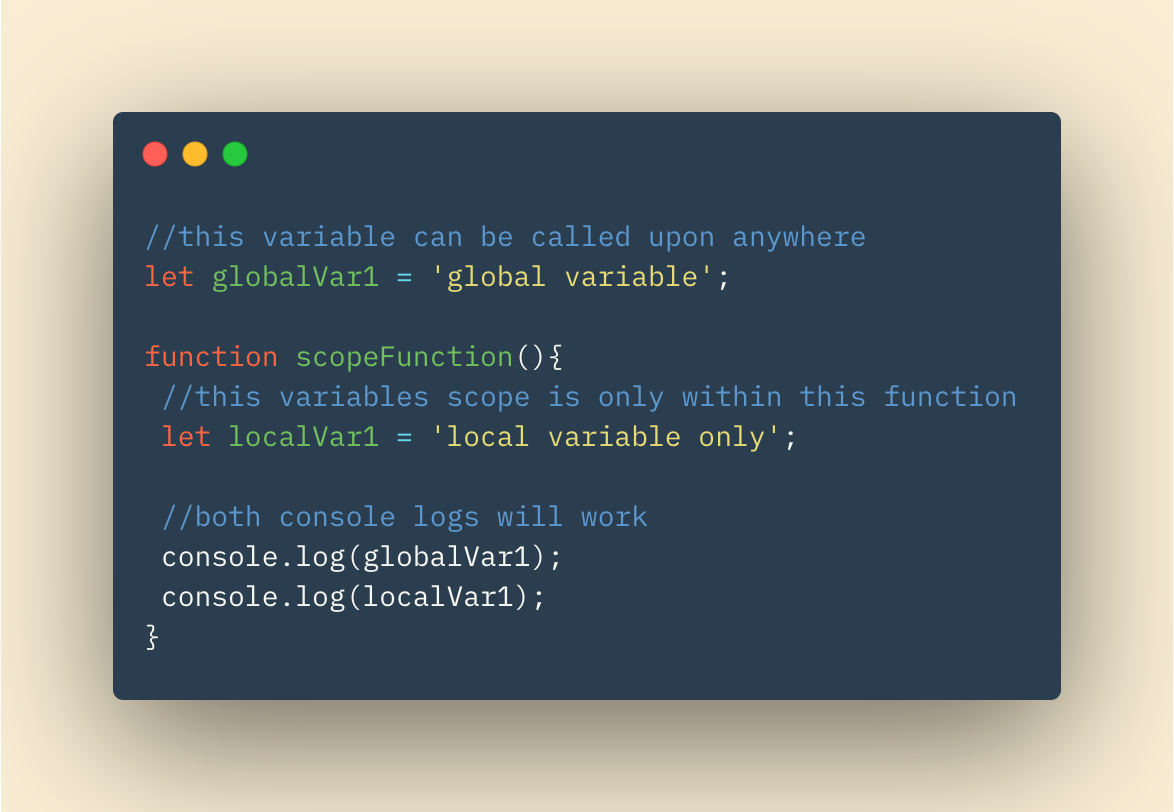 //this variable can be called upon anywhere
let globalVar1 = 'global variable';
function scopeFunction(){
//this variables scope is only within this function
let localVar1 = 'local variable only';
//both console logs will work
console.log(globalVar1);
console.log(localVar1);
}